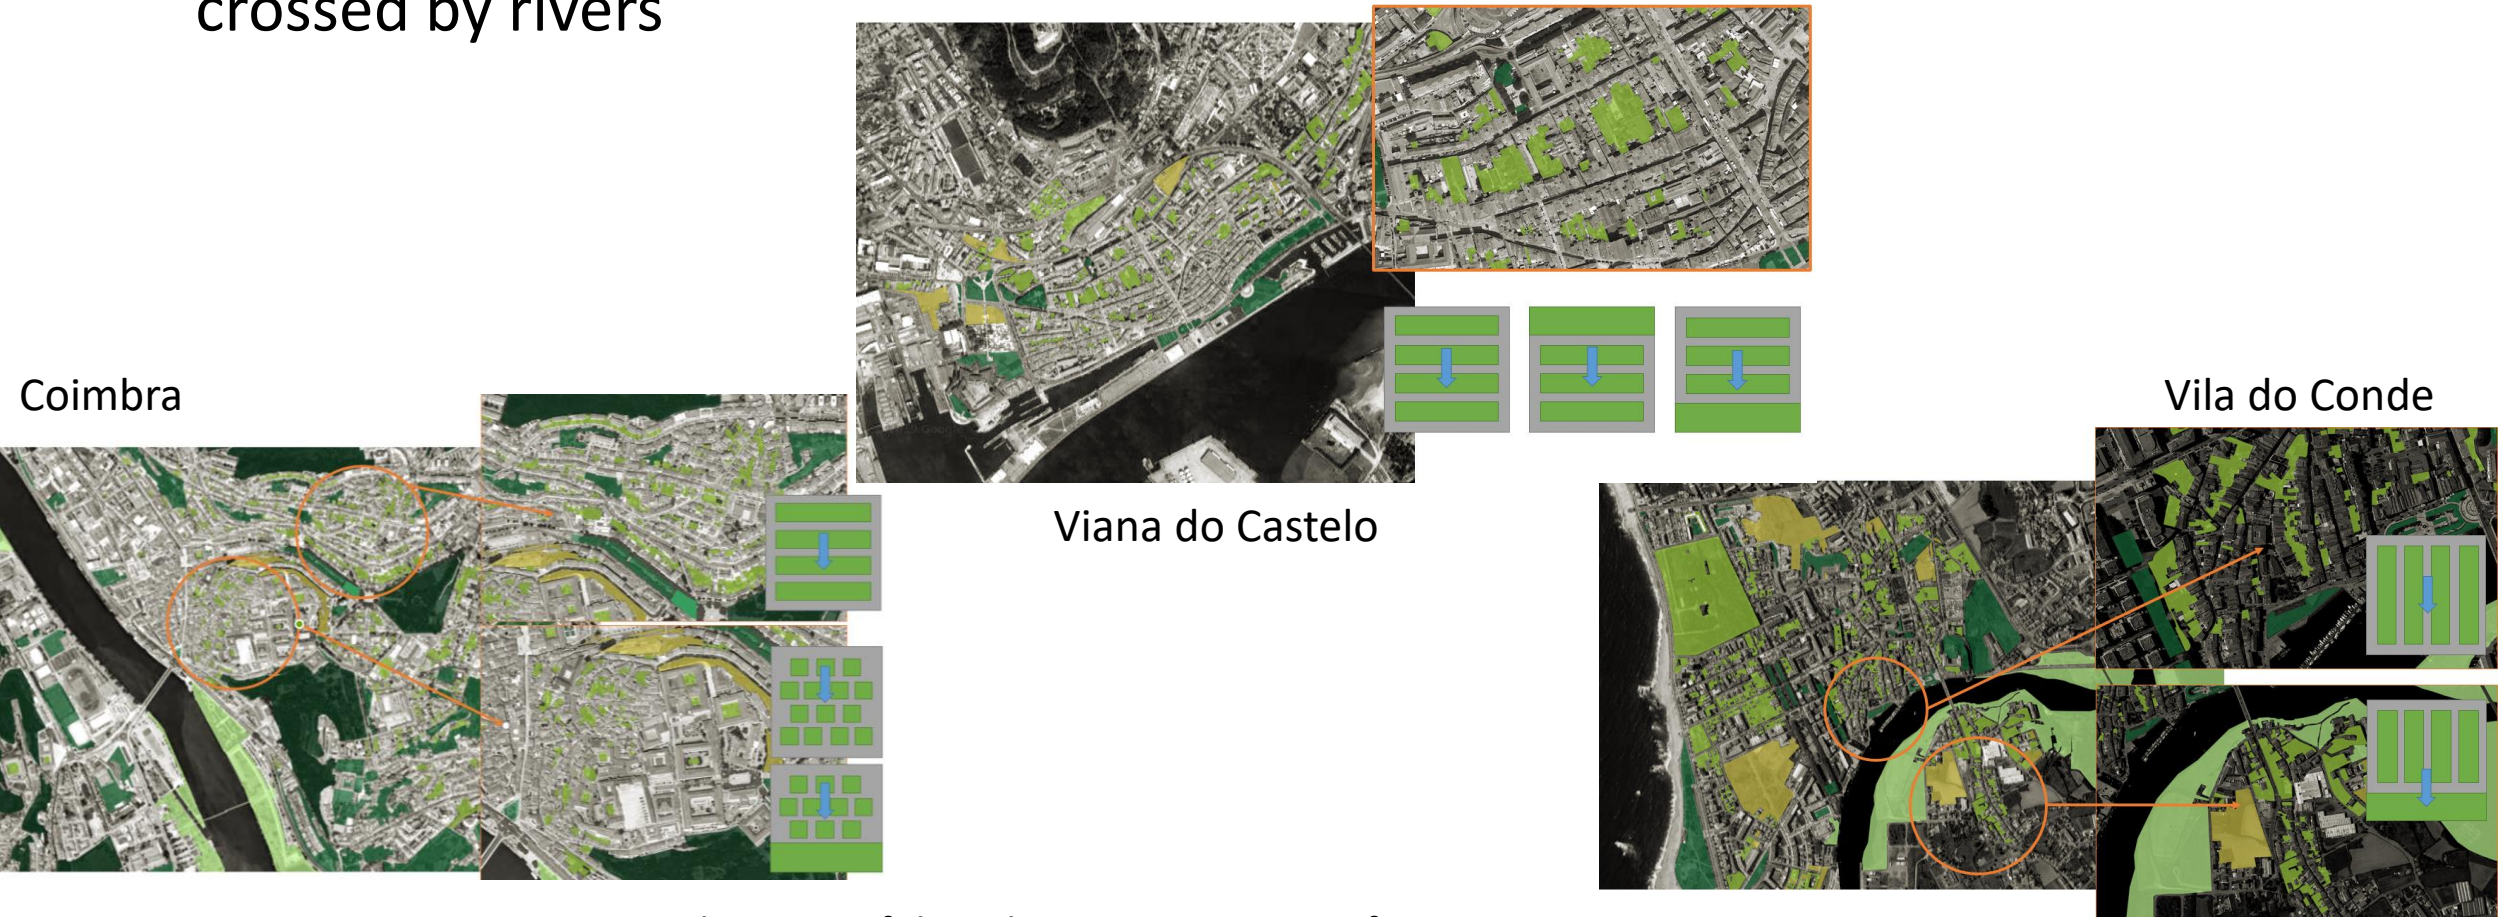 crossed by rivers
Coimbra
Viana do Castelo
Vila do Conde